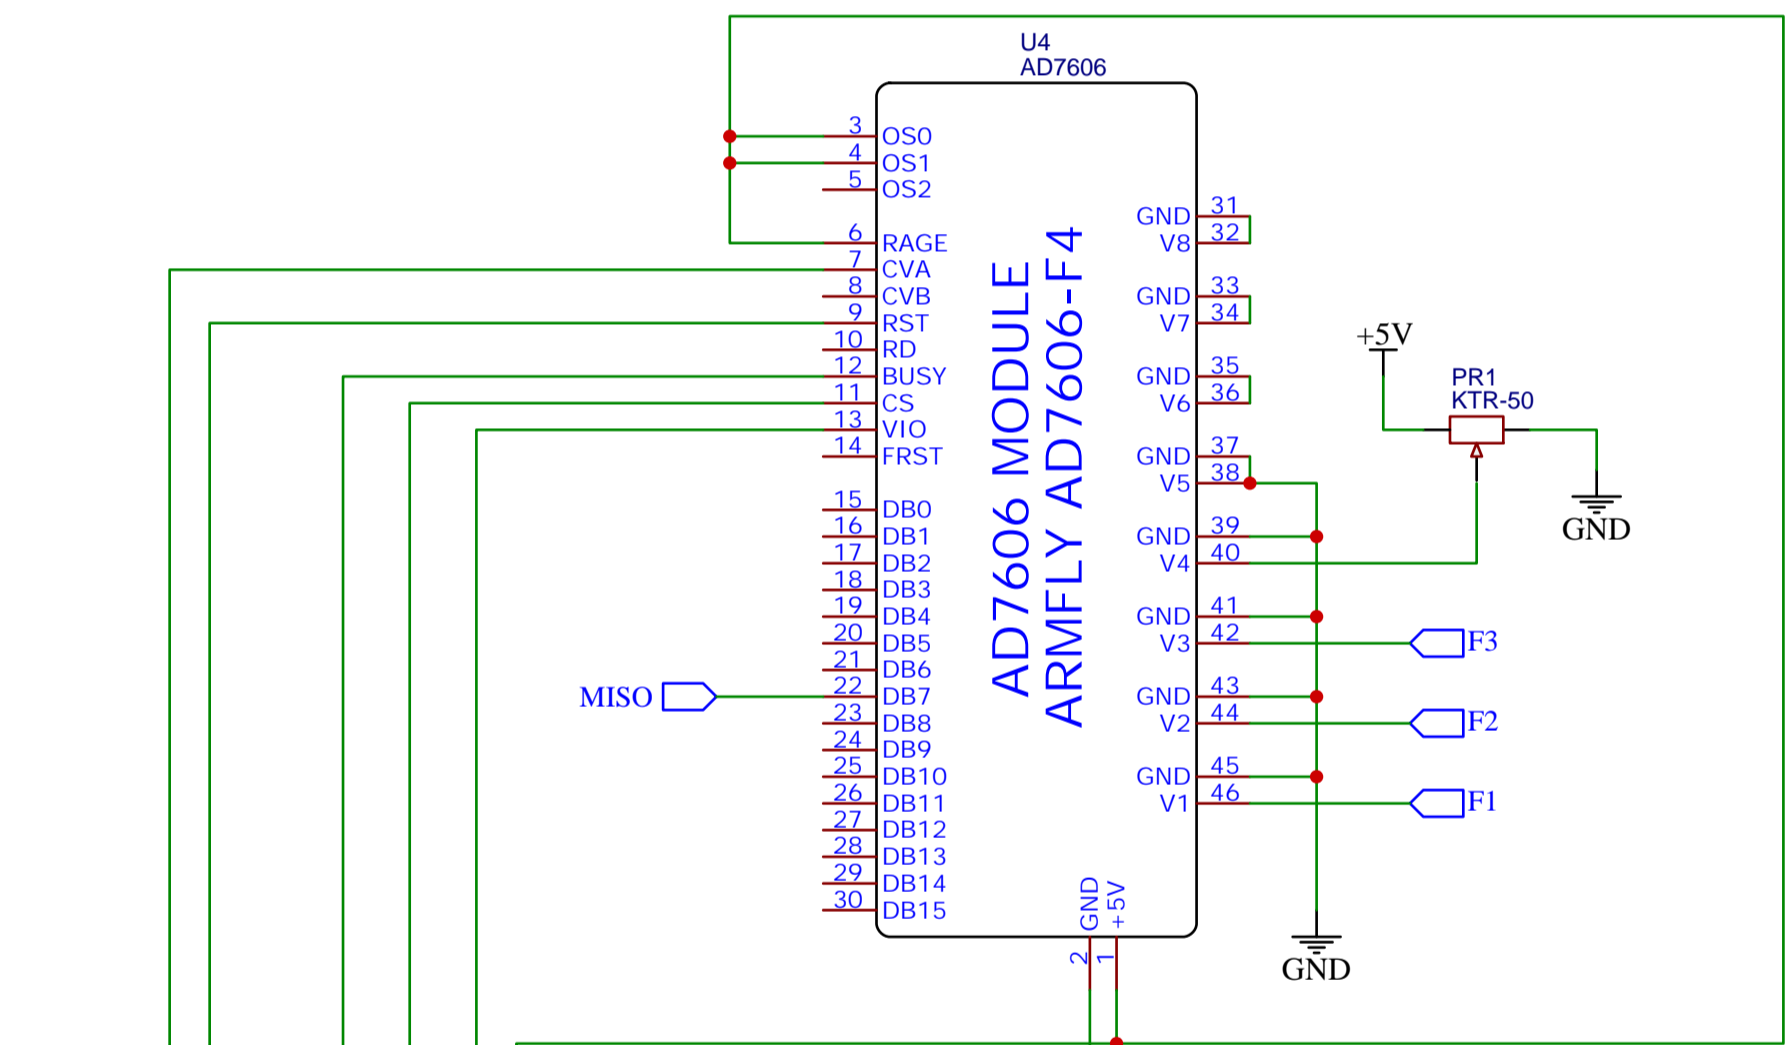 U4
AD7606
3 OS0
4 OS1
5 OS2
6 RAGE
7 CVA
8 CVB
9 RST
10 RD
12 BUSY
11 CS
13 VIO
14 FRST
15 DB0
16 DB1
17 DB2
18 DB3
19 DB4
20 DB5
21 DB6
MISO 22 DB7
23 DB8
24 DB9
25 DB10
26 DB11
27 DB12
28 DB13
29 DB14
30 DB15
AD7606 MODULE
ARMFLY AD7606-F4
GND 31
V8 32
GND 33
V7 34
GND 35
V6 36
GND 37
V5 38
GND 39
V4 40
GND 41
V3 42 F3
GND 43
V2 44 F2
GND 45
V1 46 F1
GND 2
+5V 1
GND
+5V
PR1
KTR-50
GND